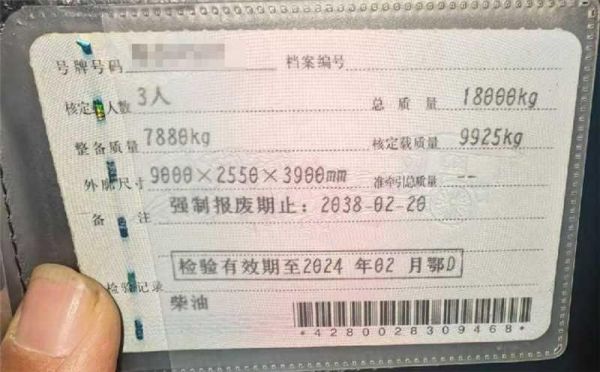 号牌号码 档案编号
核定 人数 3人 总质量 18000kg
整备质量 7880kg 核定载质量 9925kg
外廓尺寸 9000×2550×3900mm 准牵引总质量 --
备注 强制报废期止：2038-02-20
检验有效期至2024 年02 月鄂D
检验记录
柴油
*4280028309468*